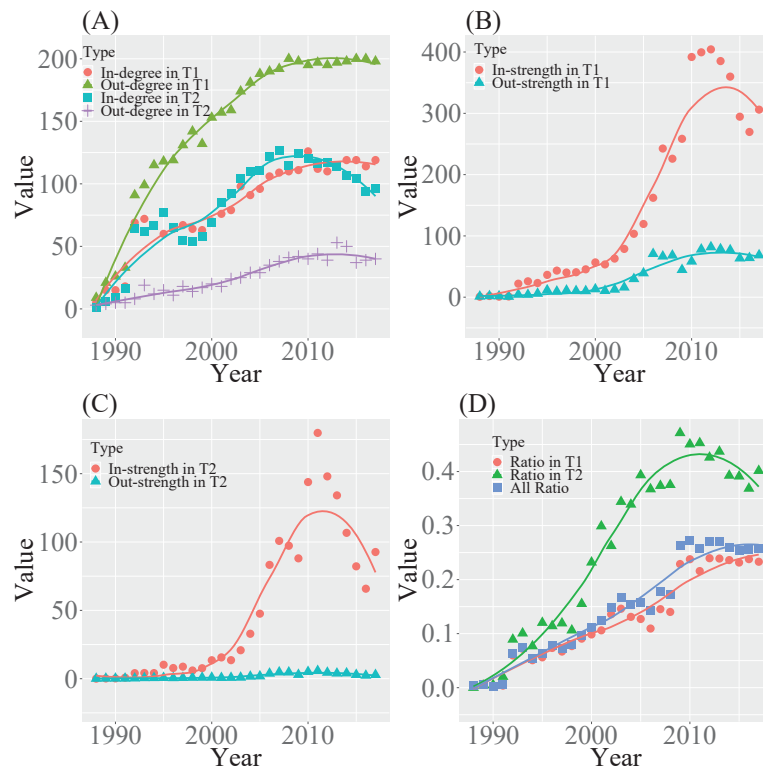 (A)
Type
In-degree in T1
Out-degree in T1
In-degree in T2
Out-degree in T2
200
150
100
50
0
Value
1990
2000
2010
Year
(B)
Type
In-strength in T1
Out-strength in T1
400
300
200
100
0
Value
1990
2000
2010
Year
(C)
Type
In-strength in T2
Out-strength in T2
150
100
50
0
Value
1990
2000
2010
Year
(D)
Type
Ratio in T1
Ratio in T2
All Ratio
0.4
0.3
0.2
0.1
0.0
Value
1990
2000
2010
Year